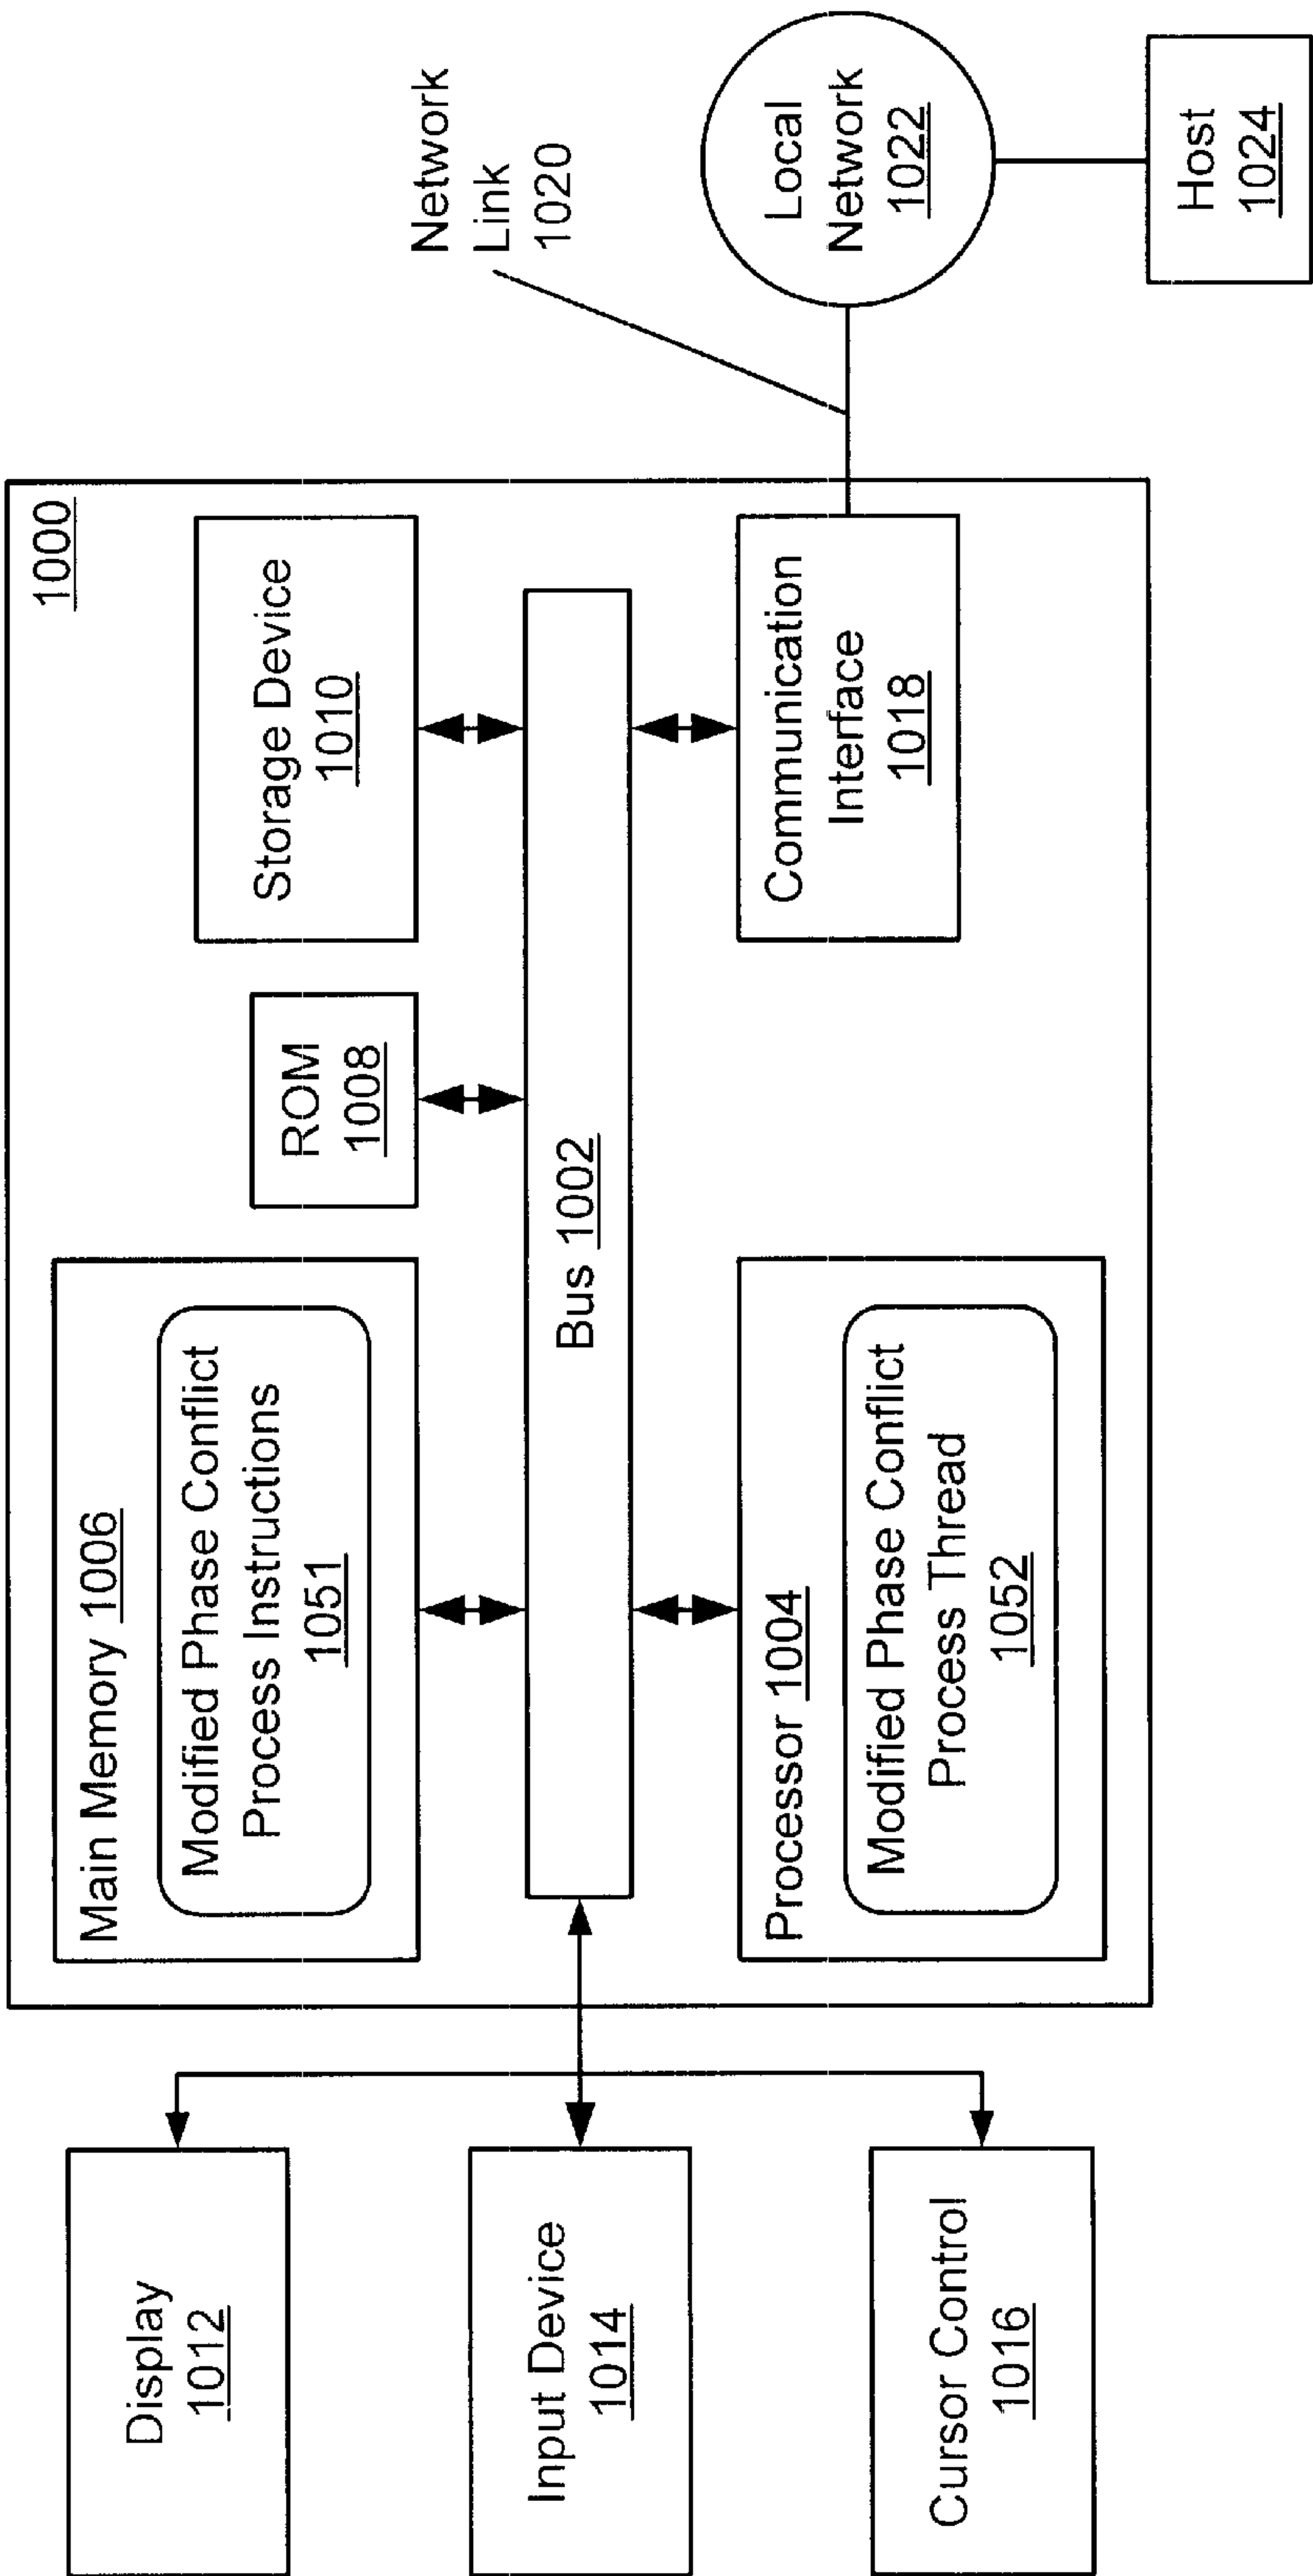 Display
1012
Input Device
1014
Cursor Control
1016
1000
Main Memory 1006
Modified Phase Conflict
Process Instructions
1051
ROM
1008
Storage Device
1010
Bus 1002
Processor 1004
Modified Phase Conflict
Process Thread
1052
Communication
Interface
1018
Network
Link
1020
Local
Network
1022
Host
1024